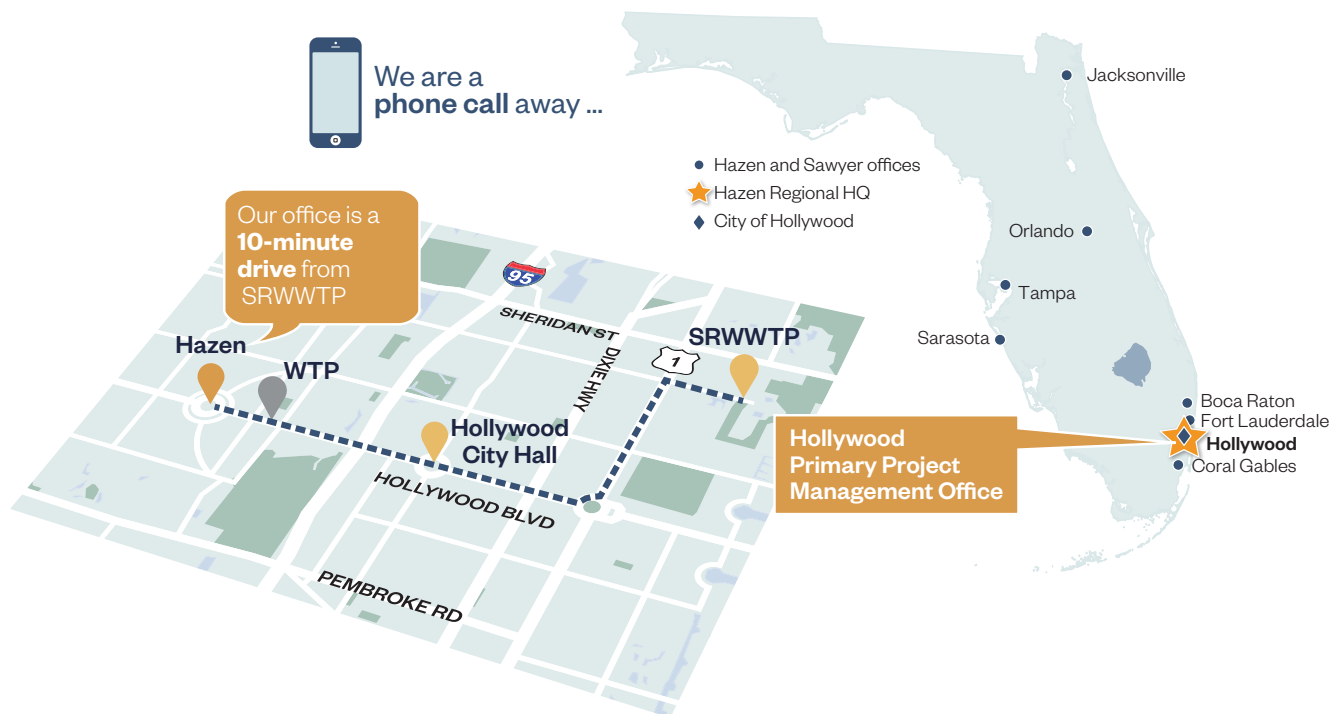 We are a
phone call away ...
Jacksonville
Hazen and Sawyer offices
Hazen Regional HQ
City of Hollywood
Orlando
Tampa
Sarasota
Boca Raton
Fort Lauderdale
Hollywood
Coral Gables
Hollywood
Primary Project
Management Office
Our office is a
10-minute
drive from
SRWWTP
95
SHERIDAN ST
DIXIE HWY
1
SRWWTP
Hazen
WTP
Hollywood
City Hall
HOLLYWOOD BLVD
PEMBROKE RD